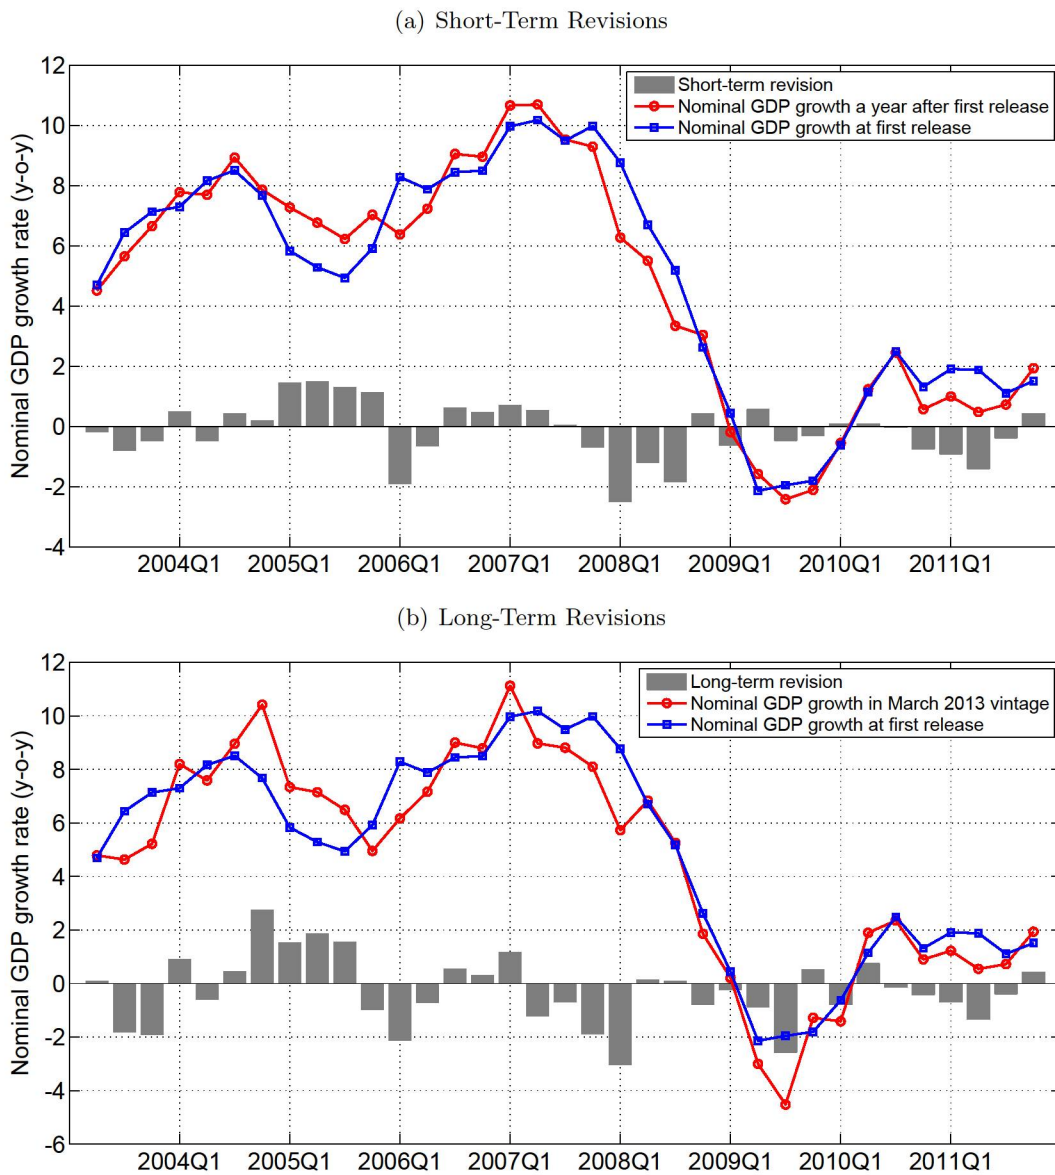 (a) Short-Term Revisions
12
10
8
6
4
2
0
-2
-4
Nominal GDP growth rate (y-o-y)
Short-term revision
Nominal GDP growth a year after first release
Nominal GDP growth at first release
2004Q1 2005Q1 2006Q1 2007Q1 2008Q1 2009Q1 2010Q1 2011Q1
(b) Long-Term Revisions
12
10
8
6
4
2
0
-2
-4
-6
Nominal GDP growth rate (y-o-y)
Long-term revision
Nominal GDP growth in March 2013 vintage
Nominal GDP growth at first release
2004Q1 2005Q1 2006Q1 2007Q1 2008Q1 2009Q1 2010Q1 2011Q1